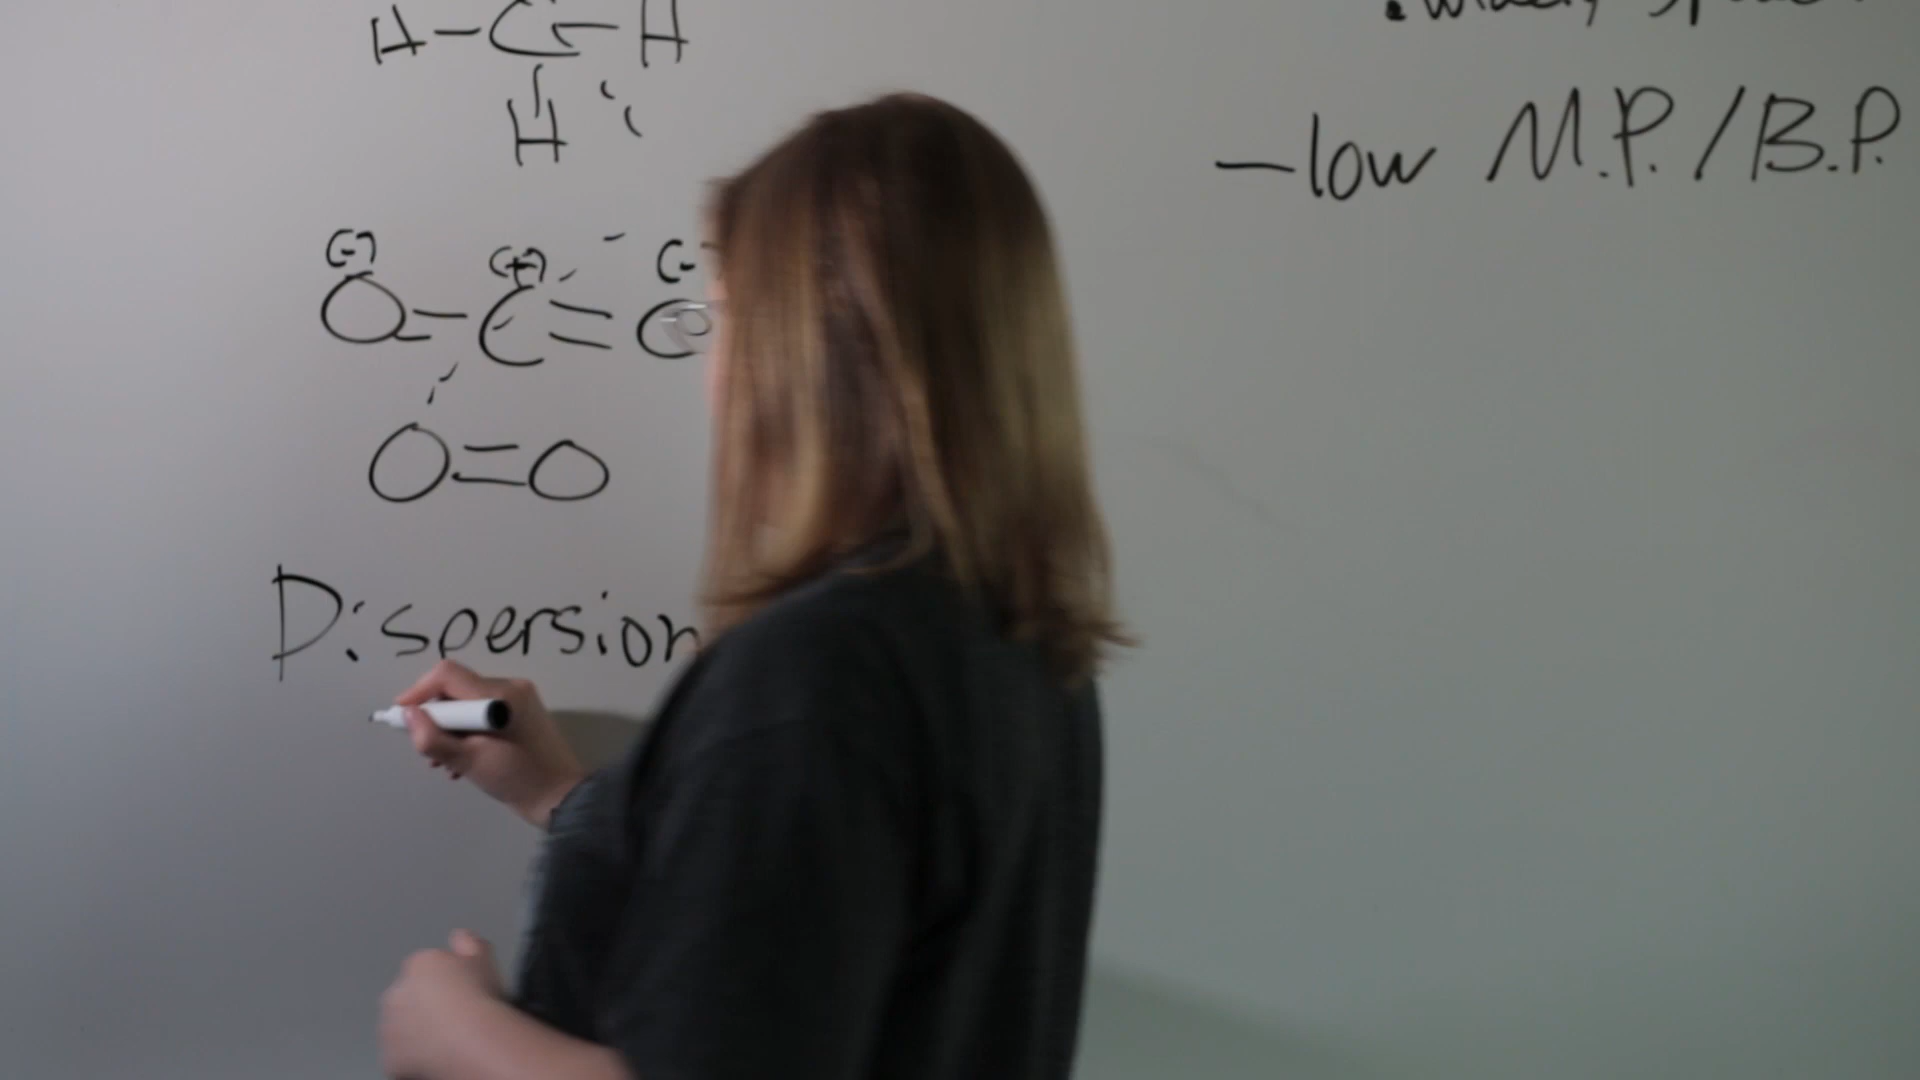 H-C-H
H
(-) (+) (-
O=C=O
O=O
Dispersion
-low M.P./B.P.